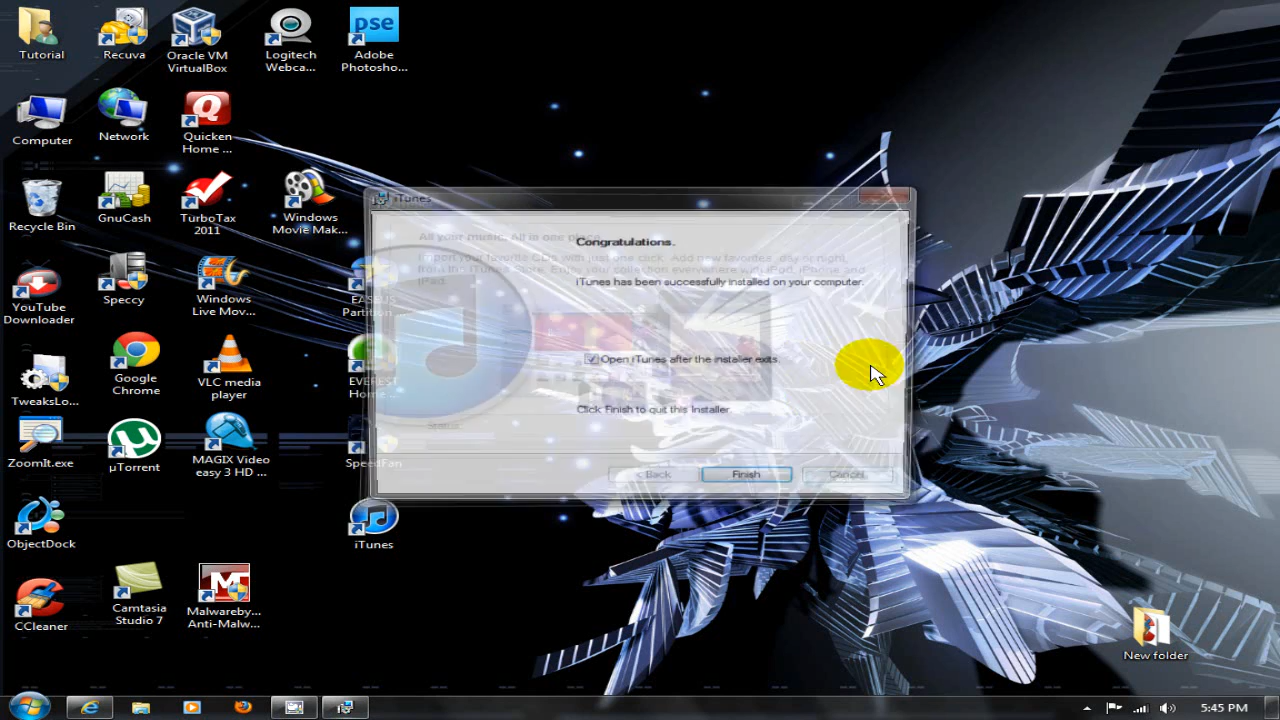 Tutorial
Recuva
Oracle VM
VirtualBox
Logitech
Webca...
pse
Adobe
Photosho...
Computer
Network
Quicken
Home ...
Recycle Bin
GnuCash
TurboTax
2011
Windows
Movie Mak...
YouTube
Downloader
Speccy
Windows
Live Mov...
EASEUS
Partition ...
TweaksLo...
Google
Chrome
VLC media
player
EVEREST
Home ...
ZoomIt.exe
µTorrent
MAGIX Video
easy 3 HD ...
SpeedFan
ObjectDock
iTunes
CCleaner
Camtasia
Studio 7
Malwareby...
Anti-Malw...
New folder
iTunes
All your music. All in one place.
Import your favorite CDs with just one click. Add new favorites, day or night,
from the iTunes Store. Enjoy your collection everywhere with iPod, iPhone and
iPad.
Congratulations.
iTunes has been successfully installed on your computer.
Open iTunes after the installer exits.
Click Finish to quit this Installer.
Status:
< Back
Finish
Cancel
5:45 PM